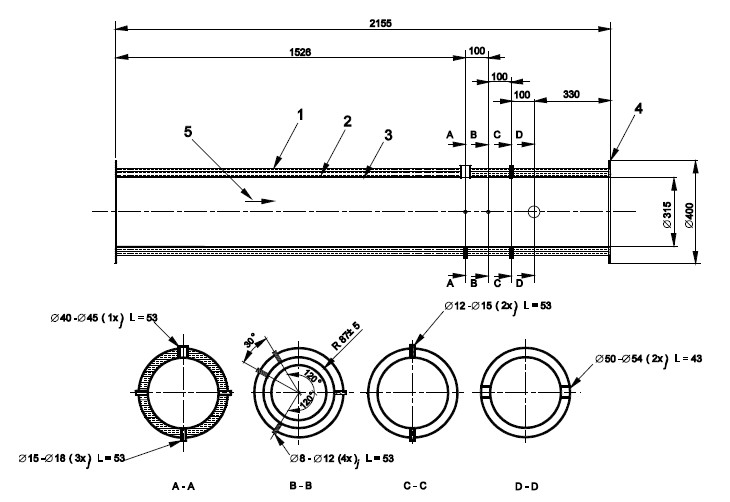 2155
1526
100
100
100
330
1
2
3
4
5
A B C D
Ø315
Ø400
A B C D
Ø12 -Ø15 (2x) L = 53
Ø40 -Ø45 (1x) L = 53
30°
R 87± 5
120°
120°
Ø50 -Ø54 (2x) L = 43
Ø15 -Ø18 (3x) L = 53
Ø8 - Ø12 (4x) L = 53
A - A
B - B
C - C
D - D